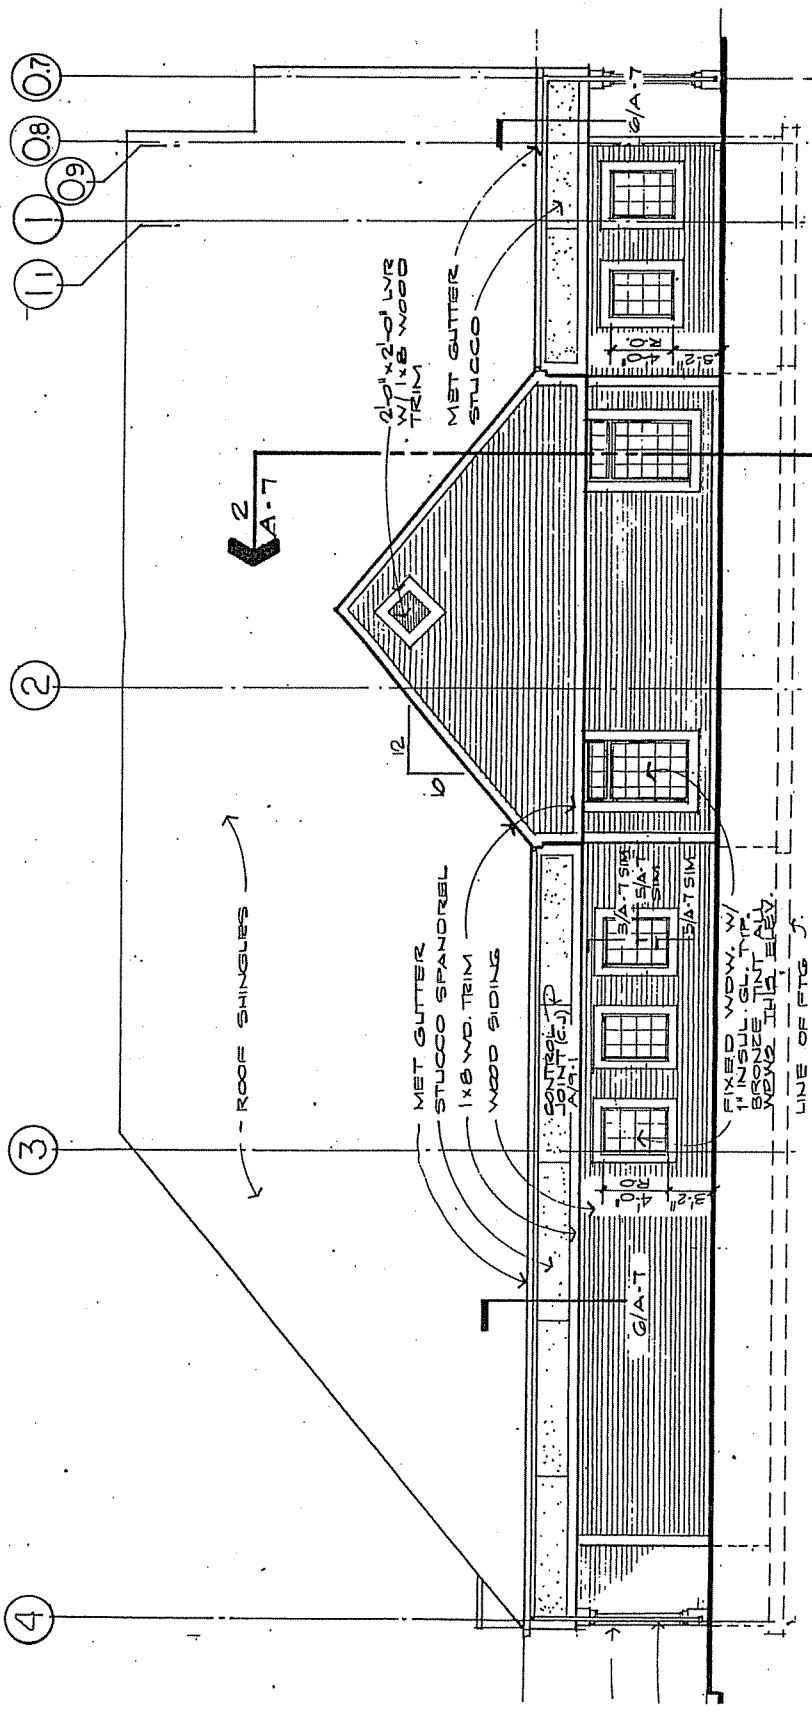 4
3
2
1.1
1
0.9
0.8
0.7
ROOF SHINGLES
2
A-7
12
2'-0" x 2'-0" LVR
W/ 1x8 WOOD
TRIM
MET GUTTER
STUCCO SPANDREL
1x8 WD. TRIM
WOOD SIDING
MET GUTTER
STUCCO
CONTROL
JOINT (C.J.)
A/9.1
6/A-7
4'-0"
R.O.
3'-2"
3/A-7 SIM
5/A-7
SIM
5/A-7 SIM
4'-0"
R.O.
3'-2"
6/A-7
FIXED WDW. W/
1" INSUL. GL. TYP.
BRONZE TINT ALL
WDWS THIS ELEV.
LINE OF FTG